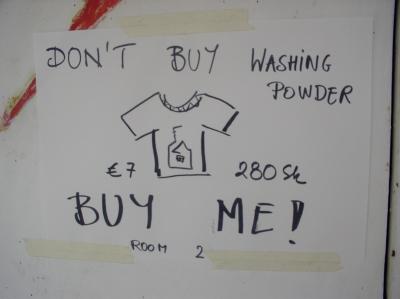 DON'T BUY WASHING
POWDER
€7 280 Sk
BUY ME!
ROOM 2